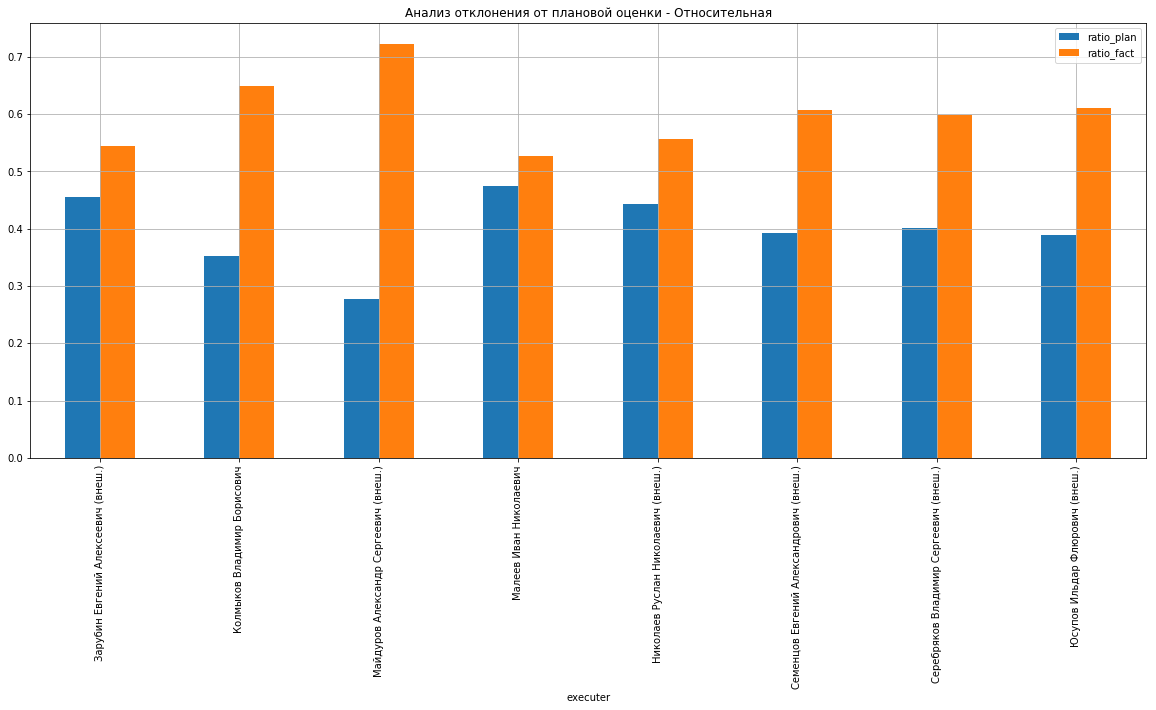 Анализ отклонения от плановой оценки - Относительная
ratio_plan
ratio_fact
0.7
0.6
0.5
0.4
0.3
0.2
0.1
0.0
Зарубин Евгений Алексеевич (внеш.)
Колмыков Владимир Борисович
Майдуров Александр Сергеевич (внеш.)
Малеев Иван Николаевич
Николаев Руслан Николаевич (внеш.)
Семенцов Евгений Александрович (внеш.)
Серебряков Владимир Сергеевич (внеш.)
Юсупов Ильдар Флюрович (внеш.)
executer